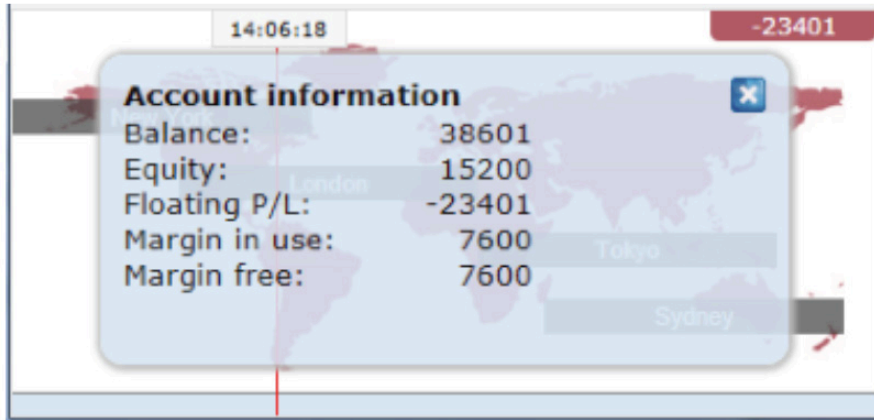 14:06:18
-23401
Account information
Balance: 38601
Equity: 15200
Floating P/L: -23401
Margin in use: 7600
Margin free: 7600
New York
London
Tokyo
Sydney